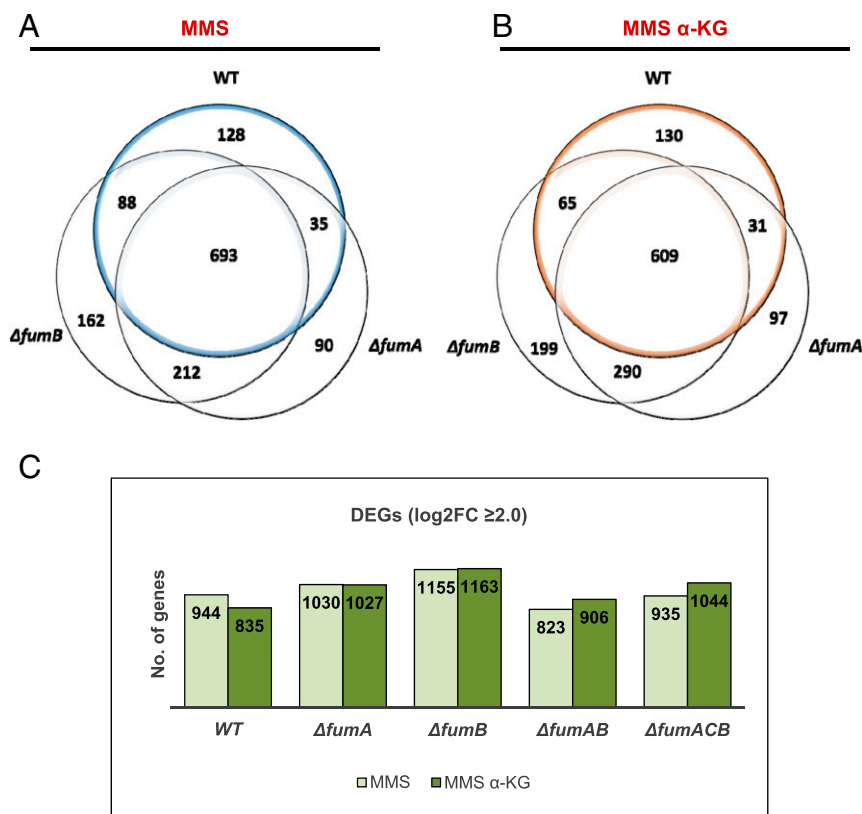 A
MMS
WT
128
88
35
693
ΔfumB
162
90
ΔfumA
212
B
MMS α-KG
WT
130
65
31
609
97
ΔfumB
199
ΔfumA
290
C
DEGs (log2FC ≥2.0)
No. of genes
944
835
1030
1027
1155
1163
823
906
935
1044
WT
ΔfumA
ΔfumB
ΔfumAB
ΔfumACB
MMS
MMS α-KG